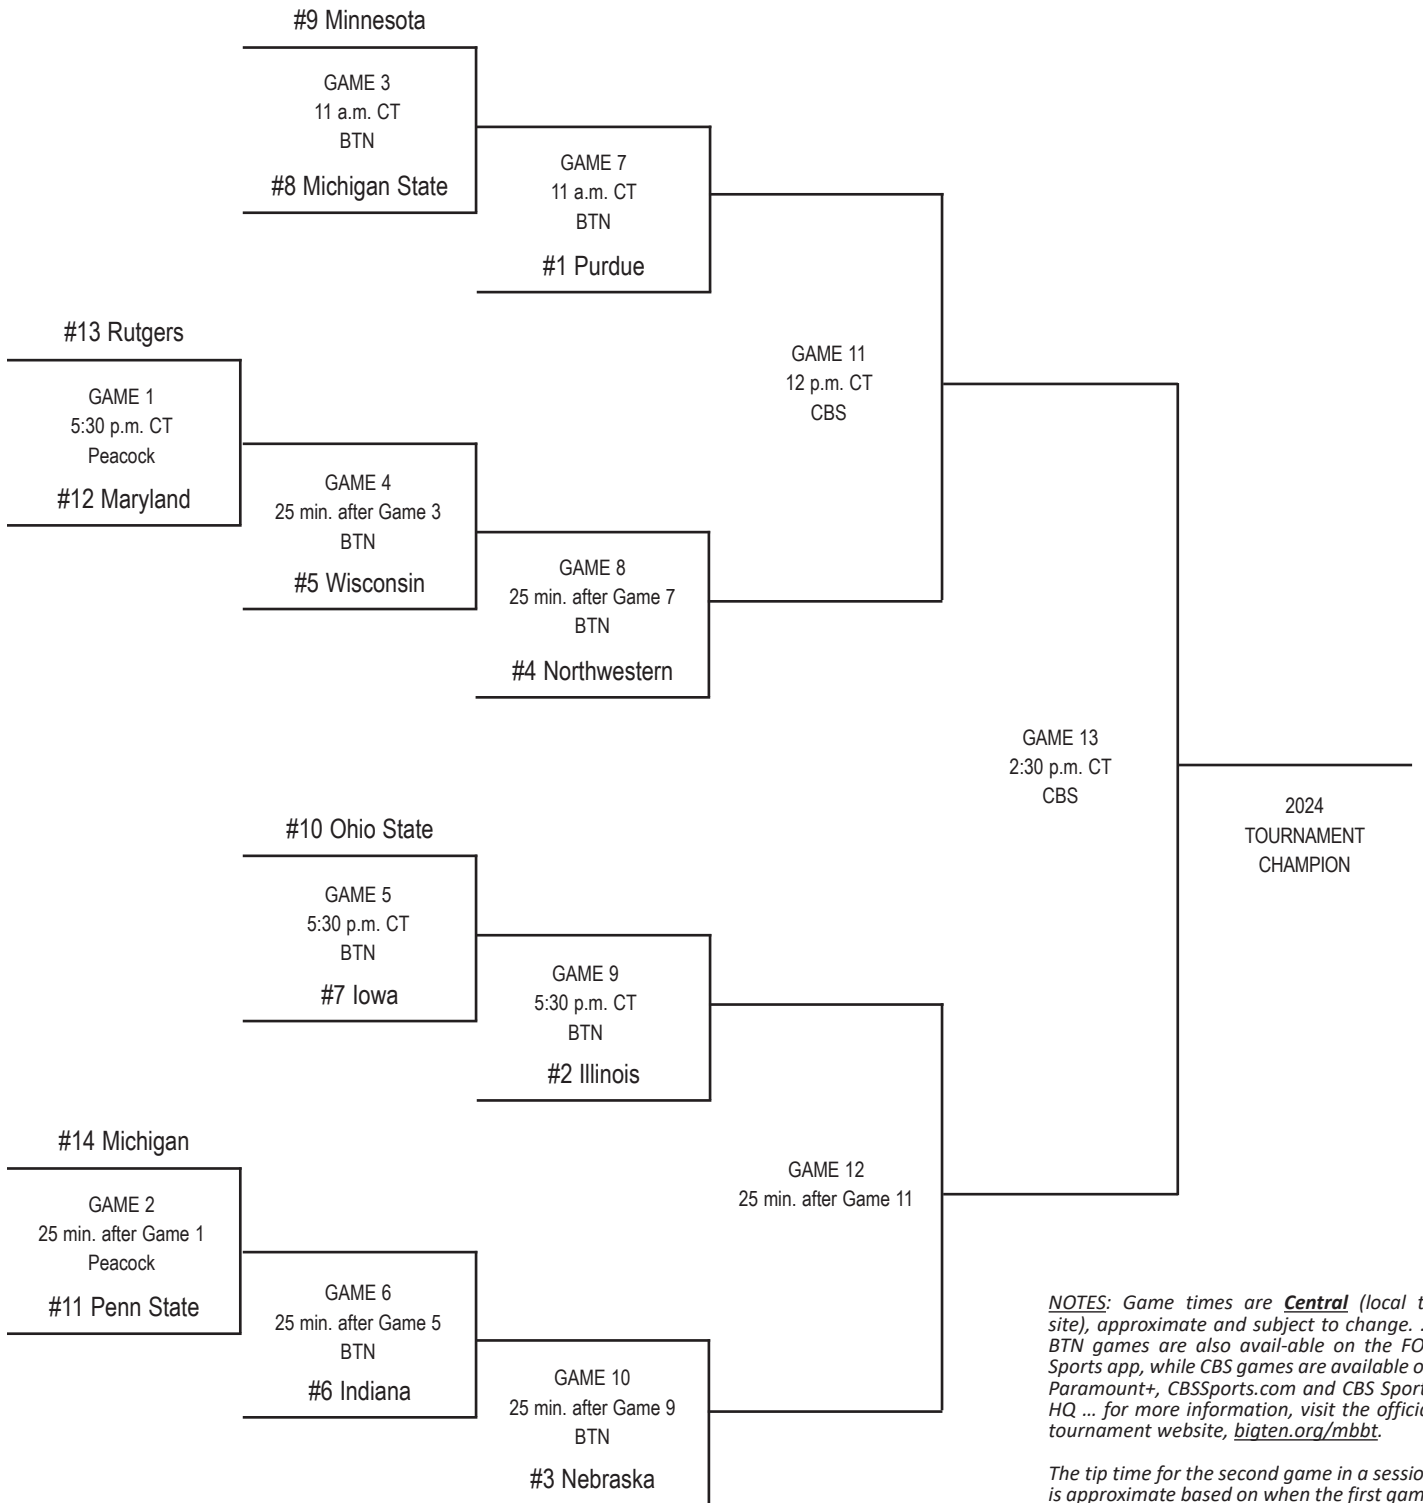 #9 Minnesota
GAME 3
11 a.m. CT
BTN
#8 Michigan State
GAME 7
11 a.m. CT
BTN
#1 Purdue
#13 Rutgers
GAME 1
5:30 p.m. CT
Peacock
#12 Maryland
GAME 4
25 min. after Game 3
BTN
#5 Wisconsin
GAME 8
25 min. after Game 7
BTN
#4 Northwestern
GAME 11
12 p.m. CT
CBS
GAME 13
2:30 p.m. CT
CBS
2024
TOURNAMENT
CHAMPION
#10 Ohio State
GAME 5
5:30 p.m. CT
BTN
#7 Iowa
GAME 9
5:30 p.m. CT
BTN
#2 Illinois
#14 Michigan
GAME 2
25 min. after Game 1
Peacock
#11 Penn State
GAME 6
25 min. after Game 5
BTN
#6 Indiana
GAME 10
25 min. after Game 9
BTN
#3 Nebraska
GAME 12
25 min. after Game 11
NOTES: Game times are Central (local t
site), approximate and subject to change. .
BTN games are also avail-able on the FO
Sports app, while CBS games are available o
Paramount+, CBSSports.com and CBS Sport
HQ ... for more information, visit the offici
tournament website, bigten.org/mbbt.
The tip time for the second game in a sessio
is approximate based on when the first gam